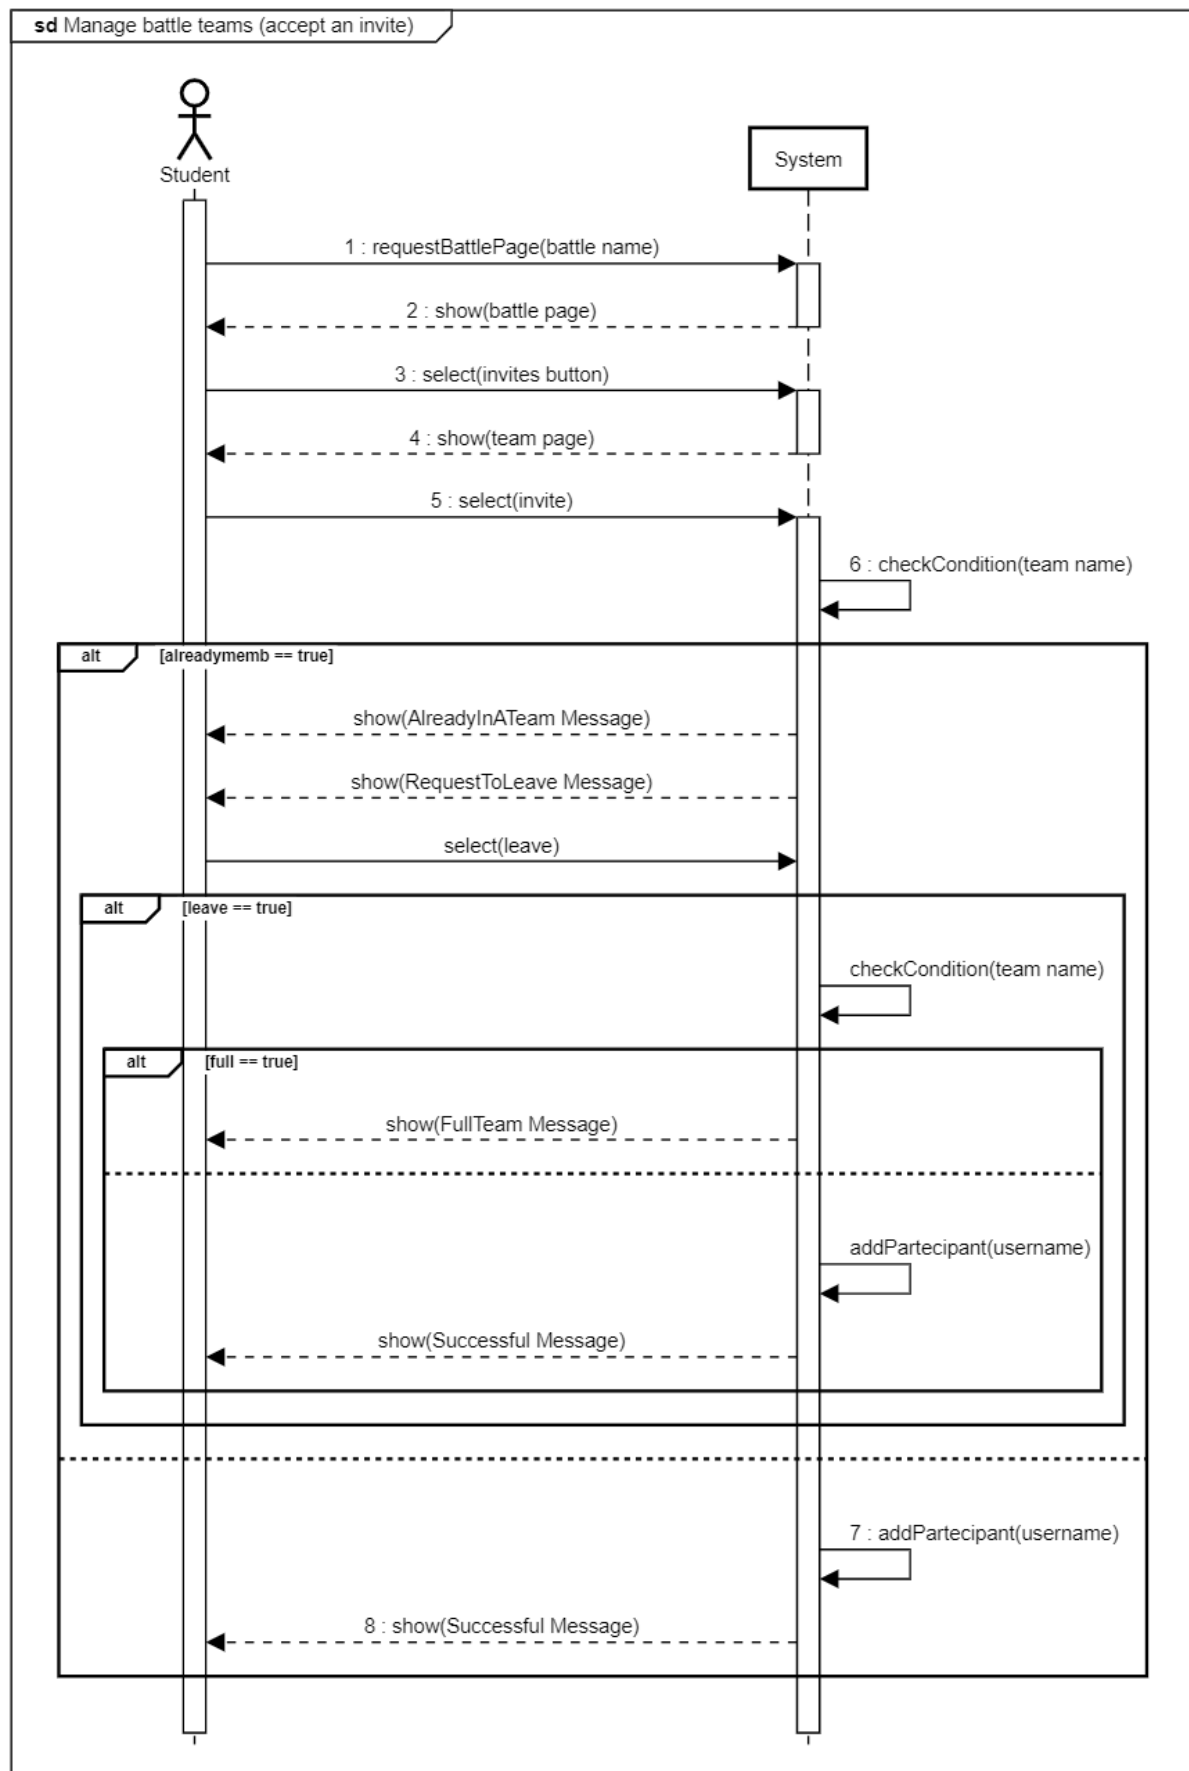 sd Manage battle teams (accept an invite)
Student
System
1 : requestBattlePage(battle name)
2 : show(battle page)
3 : select(invites button)
4 : show(team page)
5 : select(invite)
6 : checkCondition(team name)
alt [alreadymemb == true]
show(AlreadyInATeam Message)
show(RequestToLeave Message)
select(leave)
alt [leave == true]
checkCondition(team name)
alt [full == true]
show(FullTeam Message)
addPartecipant(username)
show(Successful Message)
7 : addPartecipant(username)
8 : show(Successful Message)